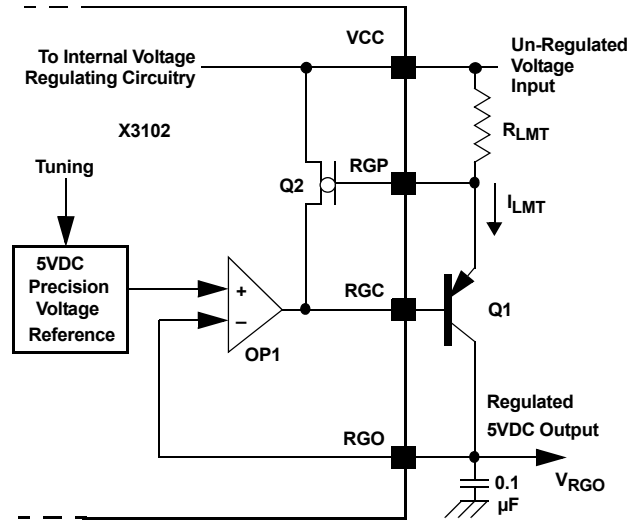 VCC
To Internal Voltage
Regulating Circuitry
Un-Regulated
Voltage
Input
X3102
RLMT
Tuning
RGP
Q2
ILMT
5VDC
Precision
Voltage
Reference
+
–
OP1
RGC
Q1
Regulated
5VDC Output
RGO
VRGO
0.1
µF